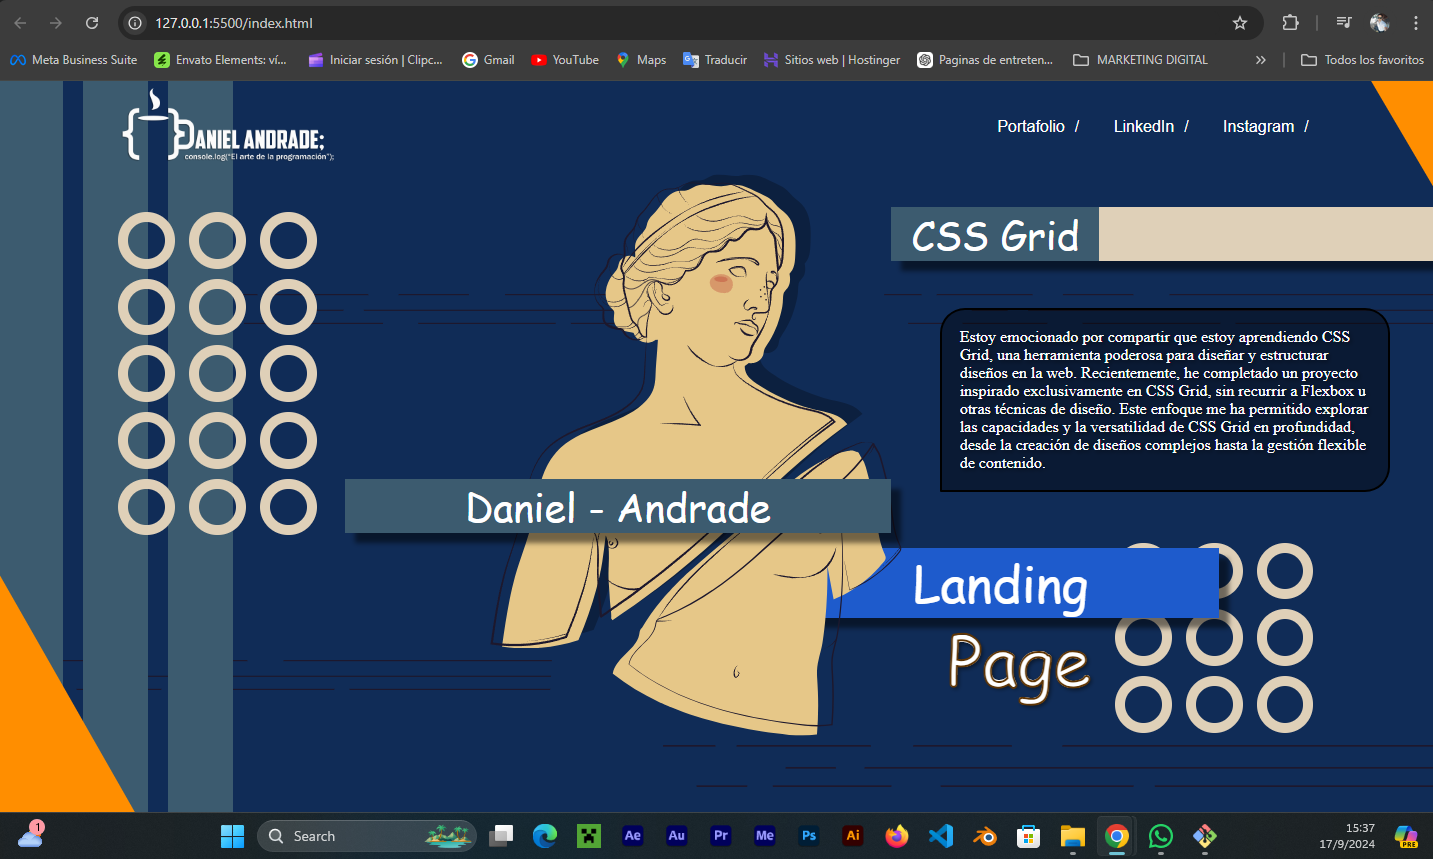 127.0.0.1:5500/index.html
Meta Business Suite
Envato Elements: ví...
Iniciar sesión | Clipc...
Gmail
YouTube
Maps
Traducir
Sitios web | Hostinger
Paginas de entreten...
MARKETING DIGITAL
»
Todos los favoritos
{ } DANIEL ANDRADE;
console.log("El arte de la programación");
Portafolio /
LinkedIn /
Instagram /
CSS Grid
Estoy emocionado por compartir que estoy aprendiendo CSS
Grid, una herramienta poderosa para diseñar y estructurar
diseños en la web. Recientemente, he completado un proyecto
inspirado exclusivamente en CSS Grid, sin recurrir a Flexbox u
otras técnicas de diseño. Este enfoque me ha permitido explorar
las capacidades y la versatilidad de CSS Grid en profundidad,
desde la creación de diseños complejos hasta la gestión flexible
de contenido.
Daniel - Andrade
Landing
Page
1
Search
Ae
Au
Pr
Me
Ps
Ai
15:37
17/9/2024
PRE